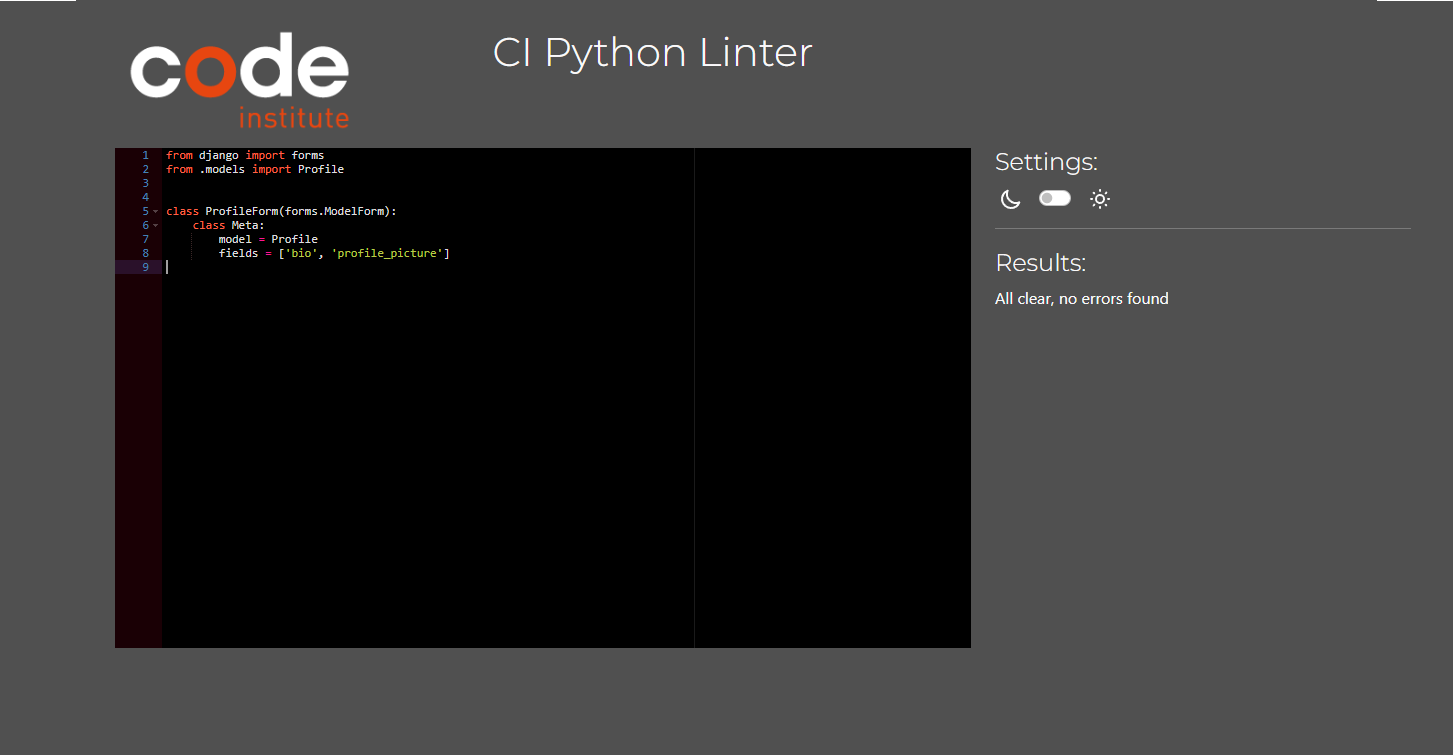 code
institute
CI Python Linter
1 from django import forms
2 from .models import Profile
3
4
5 class ProfileForm(forms.ModelForm):
6     class Meta:
7         model = Profile
8         fields = ['bio', 'profile_picture']
9
Settings:
Results:
All clear, no errors found